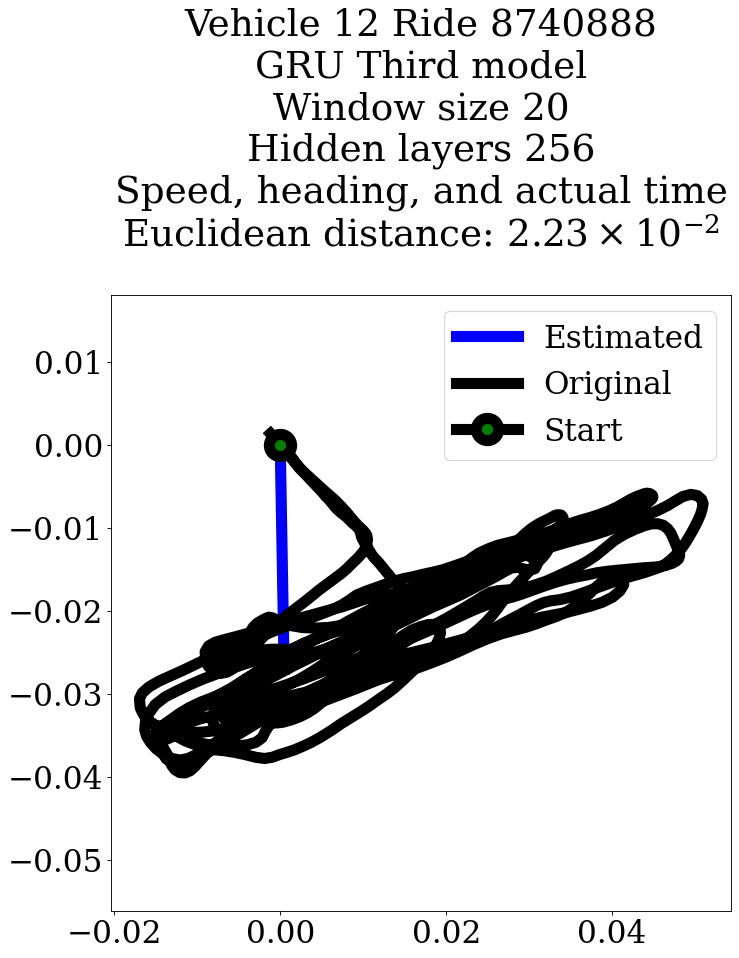 Vehicle 12 Ride 8740888
GRU Third model
Window size 20
Hidden layers 256
Speed, heading, and actual time
Euclidean distance: 2.23 × 10⁻²
Estimated
Original
Start
0.01
0.00
−0.01
−0.02
−0.03
−0.04
−0.05
−0.02
0.00
0.02
0.04